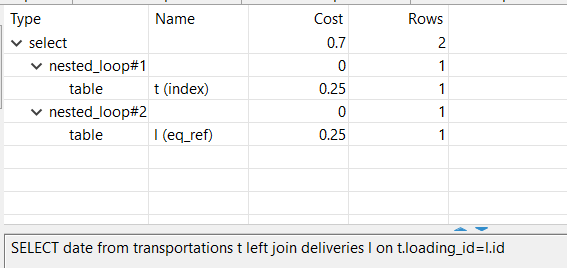 Type Name Cost Rows
select 0.7 2
nested_loop#1 0 1
table t (index) 0.25 1
nested_loop#2 0 1
table l (eq_ref) 0.25 1
SELECT date from transportations t left join deliveries l on t.loading_id=l.id